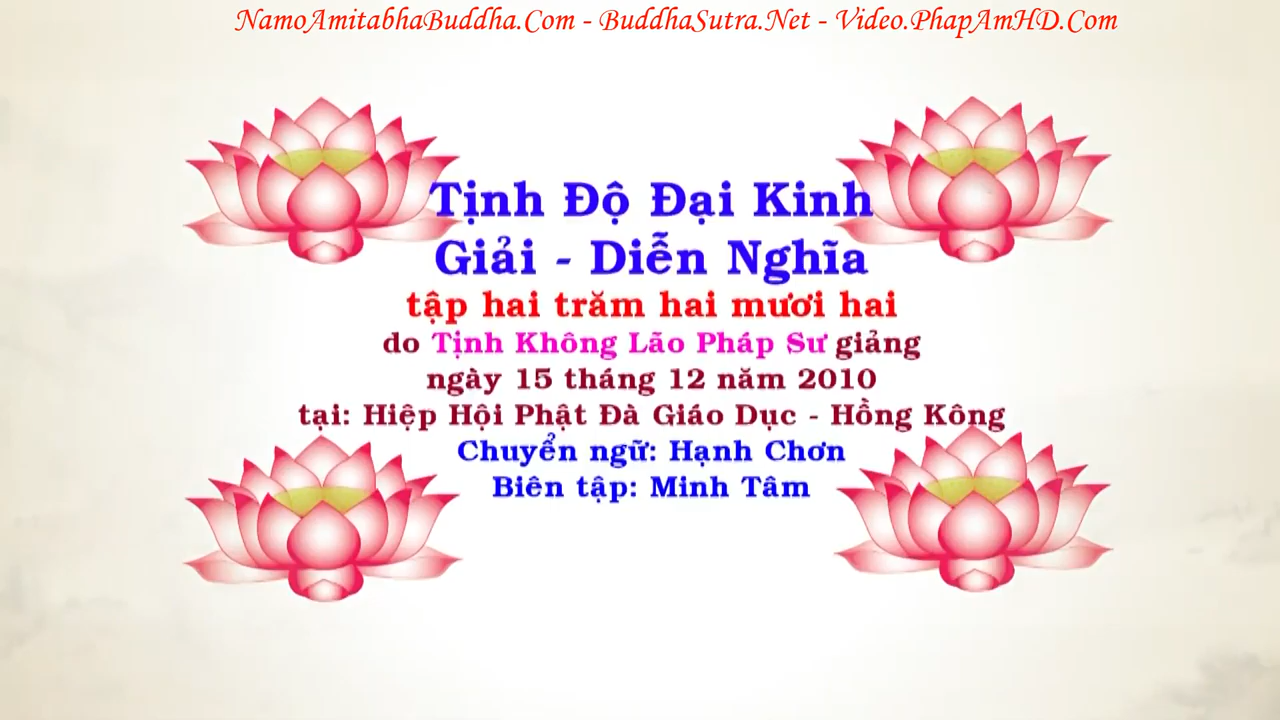 NamoAmitabhaBuddha.Com - BuddhaSutra.Net - Video.PhapAmHD.Com
Tịnh Độ Đại Kinh
Giải - Diễn Nghĩa
tập hai trăm hai mươi hai
do Tịnh Không Lão Pháp Sư giảng
ngày 15 tháng 12 năm 2010
tại: Hiệp Hội Phật Đà Giáo Dục - Hồng Kông
Chuyển ngữ: Hạnh Chơn
Biên tập: Minh Tâm